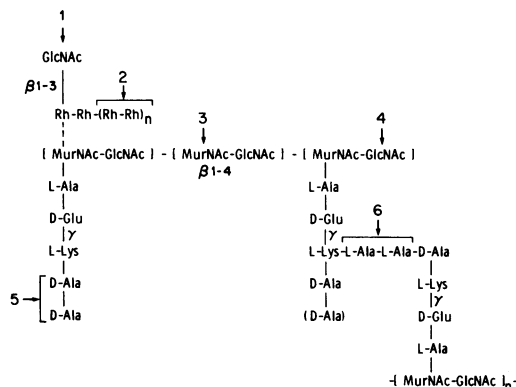 1
GlcNAc
β1-3
2
Rh-Rh-(Rh-Rh)n
3
4
[ MurNAc-GlcNAc ] - [ MurNAc-GlcNAc ] - [ MurNAc-GlcNAc ]
β1-4
L-Ala
L-Ala
D-Glu
D-Glu
6
γ
γ
L-Lys
L-Lys-L-Ala-L-Ala-D-Ala
5
D-Ala
D-Ala
L-Lys
γ
D-Ala
(D-Ala)
D-Glu
L-Ala
-[ MurNAc-GlcNAc ]n-